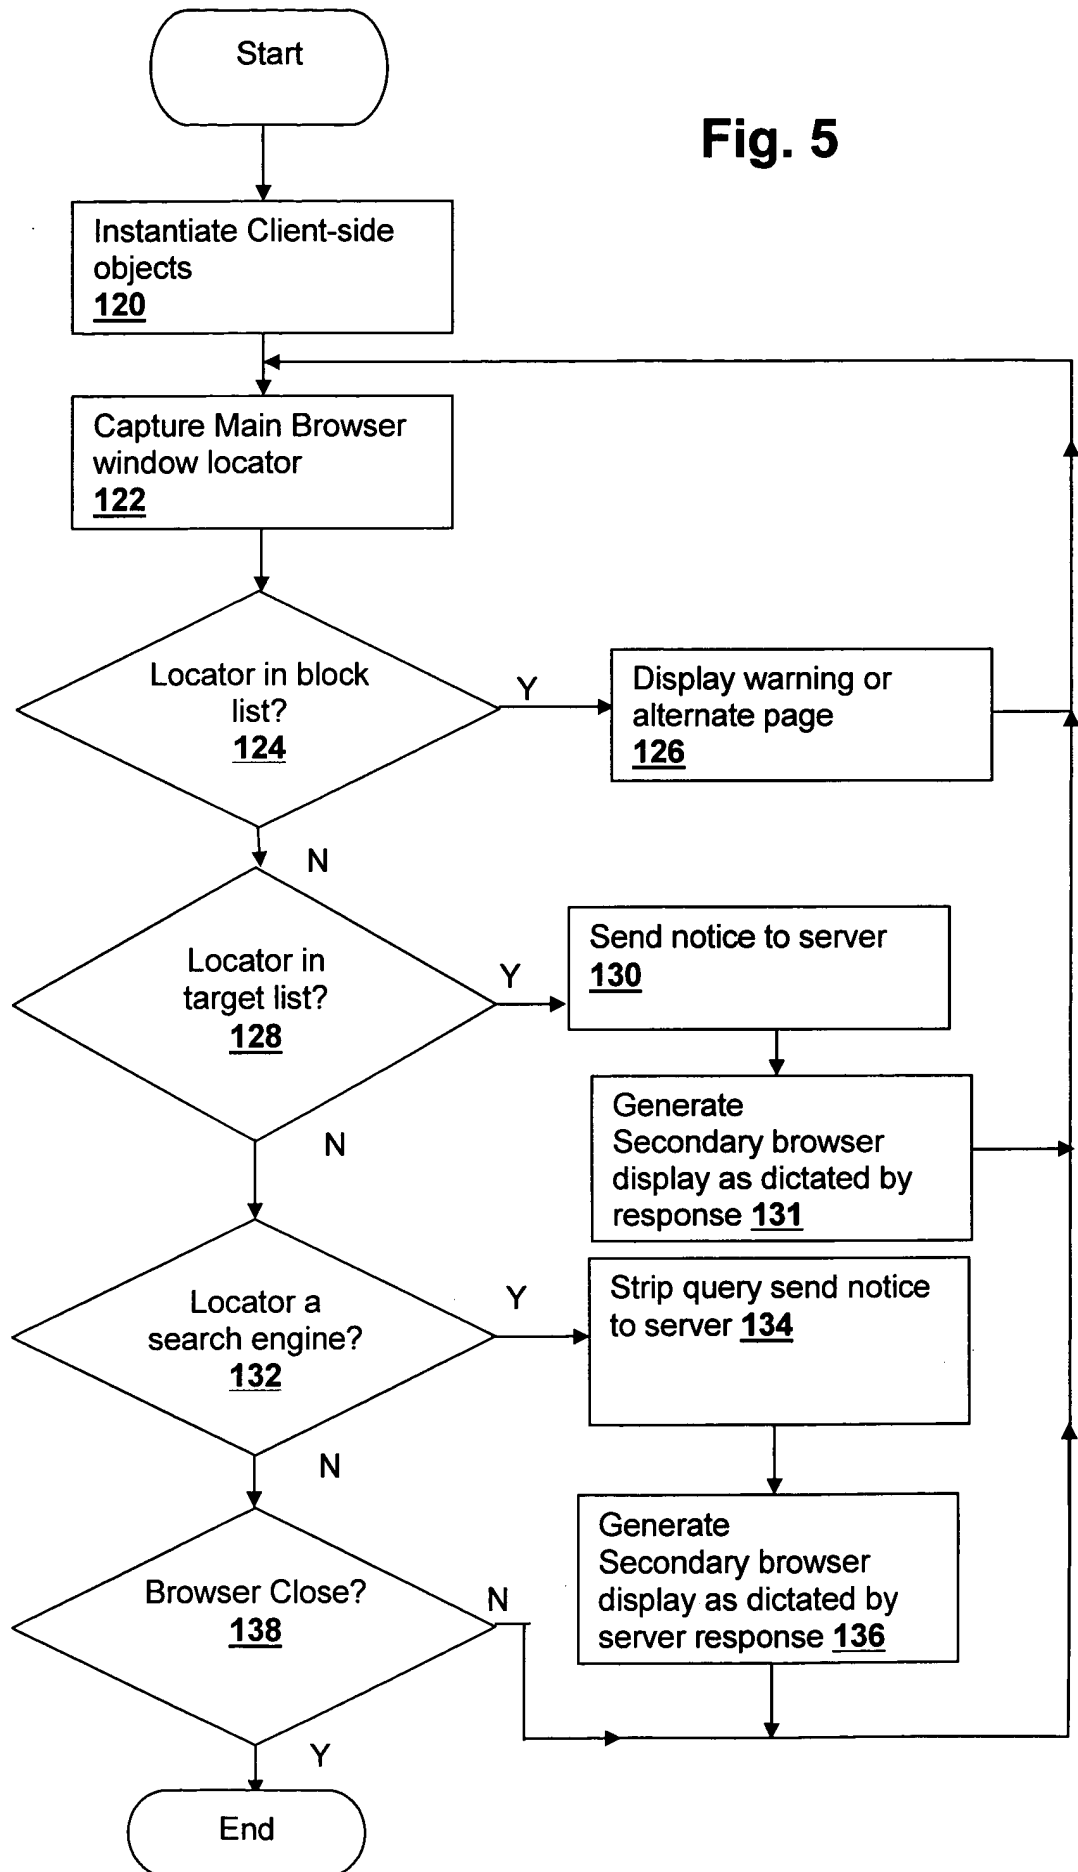 Start
Fig. 5
Instantiate Client-side
objects
120
Capture Main Browser
window locator
122
Locator in block
list?
124
Y
Display warning or
alternate page
126
N
Locator in
target list?
128
Y
Send notice to server
130
Generate
Secondary browser
display as dictated by
response 131
N
Locator a
search engine?
132
Y
Strip query send notice
to server 134
N
Generate
Secondary browser
display as dictated by
server response 136
Browser Close?
138
N
Y
End